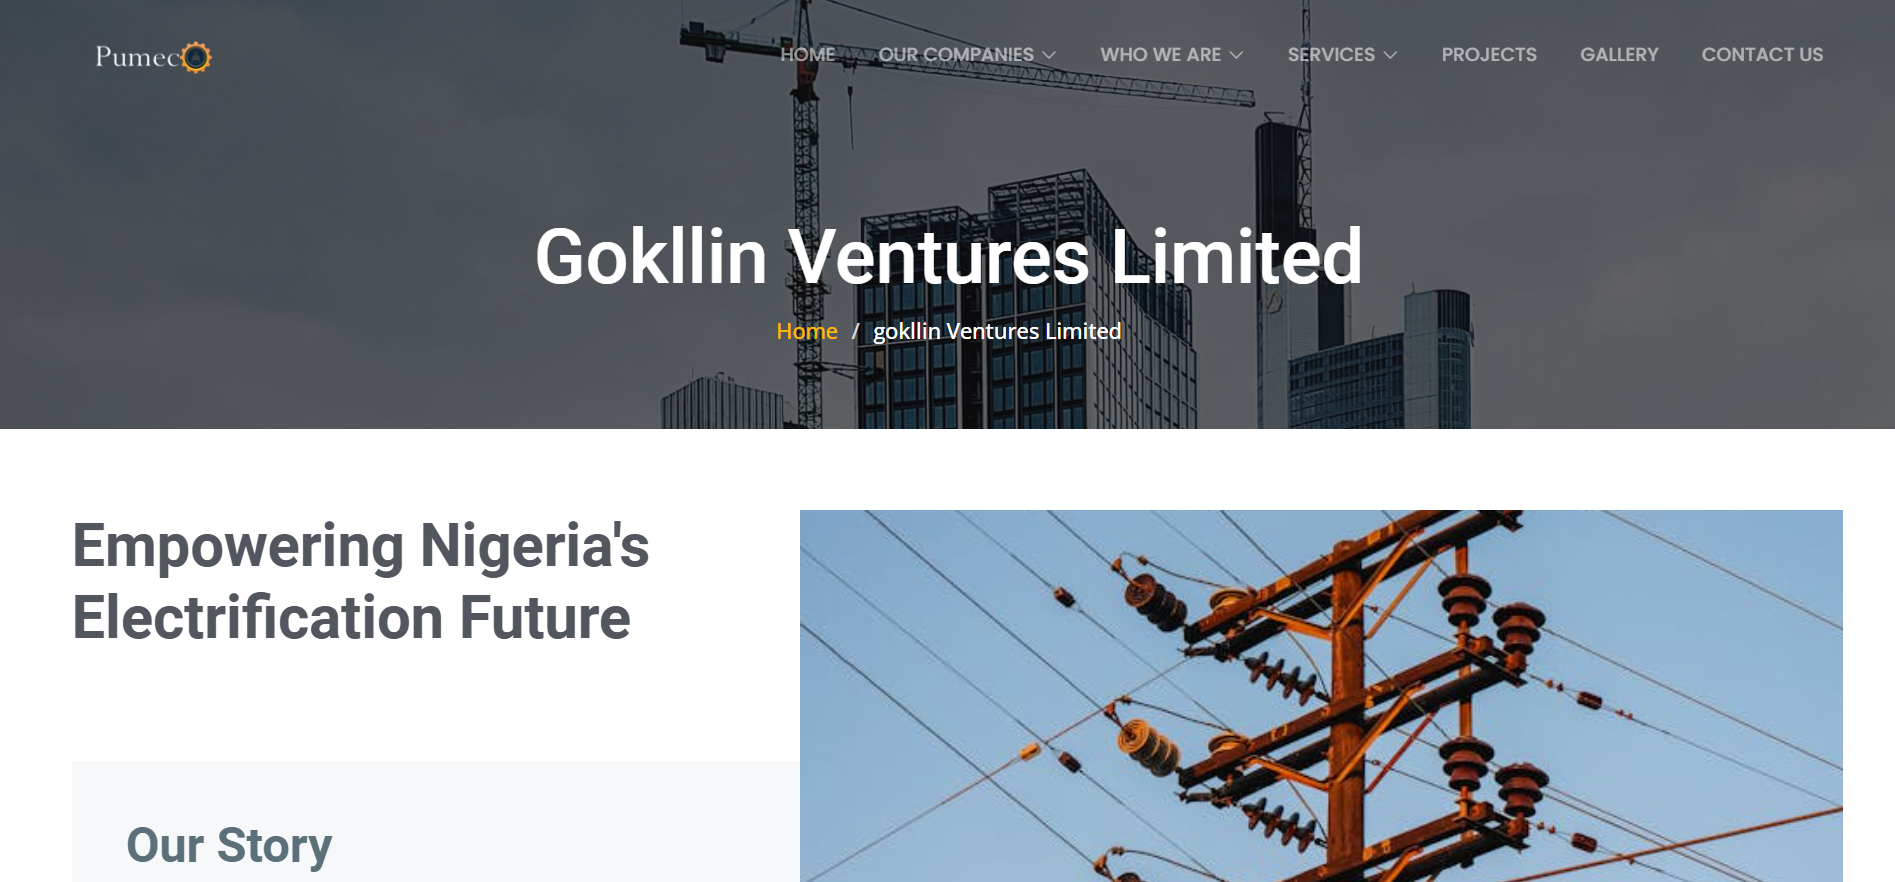 Pumeco
HOME OUR COMPANIES WHO WE ARE SERVICES PROJECTS GALLERY CONTACT US
Gokllin Ventures Limited
Home / gokllin Ventures Limited
Empowering Nigeria's
Electrification Future
Our Story